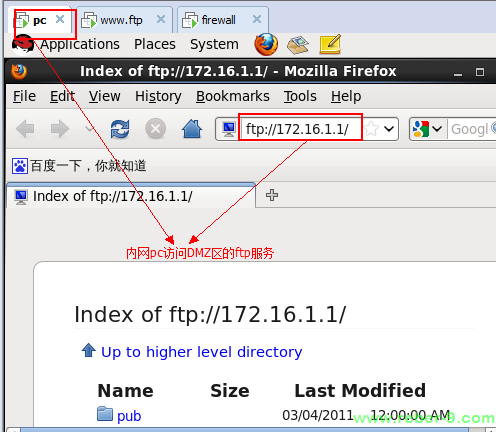 pc www.ftp firewall
Applications Places System
Index of ftp://172.16.1.1/ - Mozilla Firefox
File Edit View History Bookmarks Tools Help
ftp://172.16.1.1/ Googl
百度一下，你就知道
Index of ftp://172.16.1.1/
内网pc访问DMZ区的ftp服务
Index of ftp://172.16.1.1/
Up to higher level directory
Name Size Last Modified
pub 03/04/2011 12:00:00 AM